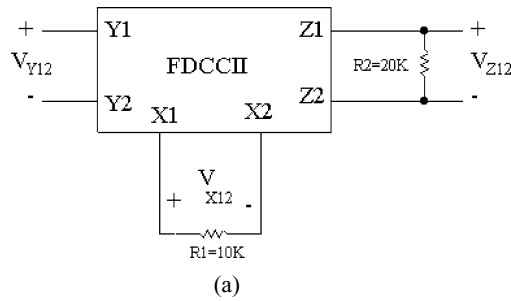 + Y1 Z1 +
V Y12 FDCCII R2=20K V Z12
- Y2 Z2 -
X1 X2
+ V X12 -
R1=10K
(a)